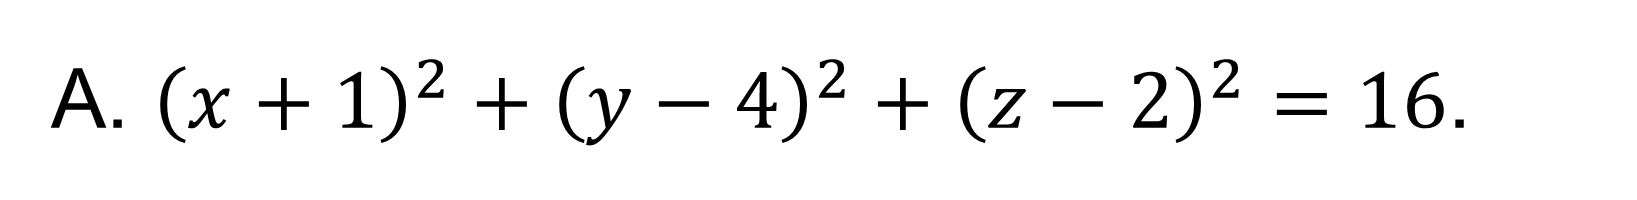 A. (x + 1)² + (y − 4)² + (z − 2)² = 16.